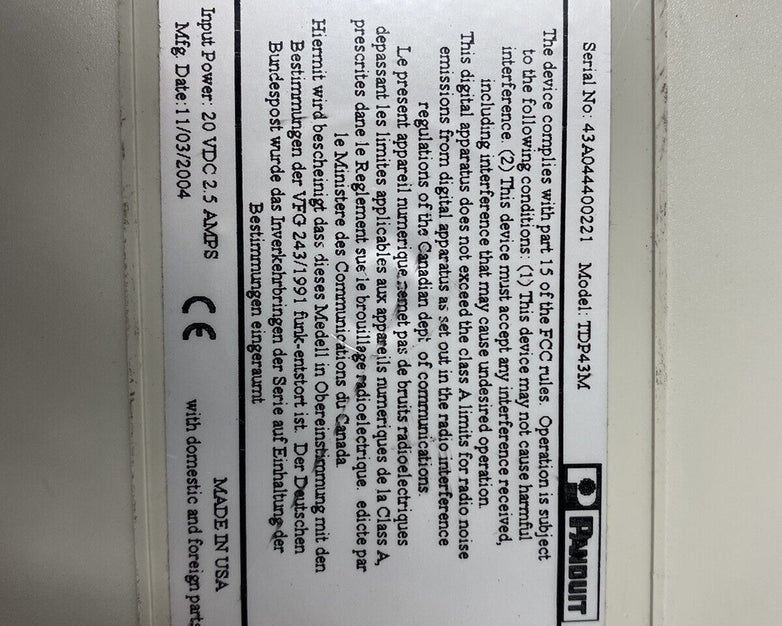 Serial No: 43A044400221 Model: TDP43M
PANDUIT
The device complies with part 15 of the FCC rules. Operation is subject
to the following conditions: (1) This device may not cause harmful
interference. (2) This device must accept any interference received,
including interference that may cause undesired operation.
This digital apparatus does not exceed the class A limits for radio noise
emissions from digital apparatus as set out in the radio interference
regulations of the Canadian dept. of communications.
Le present appareil numerique nemet pas de bruits radioelectriques
depassant les limites applicables aux appareils numeriques de la Class A,
prescrites dane le Reglement sue le brouillage radioelectrique. edicte par
le Ministere des Communications du Canada
Hiermit wird bescheinigt dass dieses Medell in Obereinstimmung mit den
Bestimmungen der VFG 243/1991 funk-entstort ist. Der Deutschen
Bundespost wurde das Inverkehrbringen der Serie auf Einhaltung der
Bestimmungen eingeraumt
Input Power: 20 VDC 2.5 AMPS
Mfg. Date:11/03/2004
CE
MADE IN USA
with domestic and foreign parts